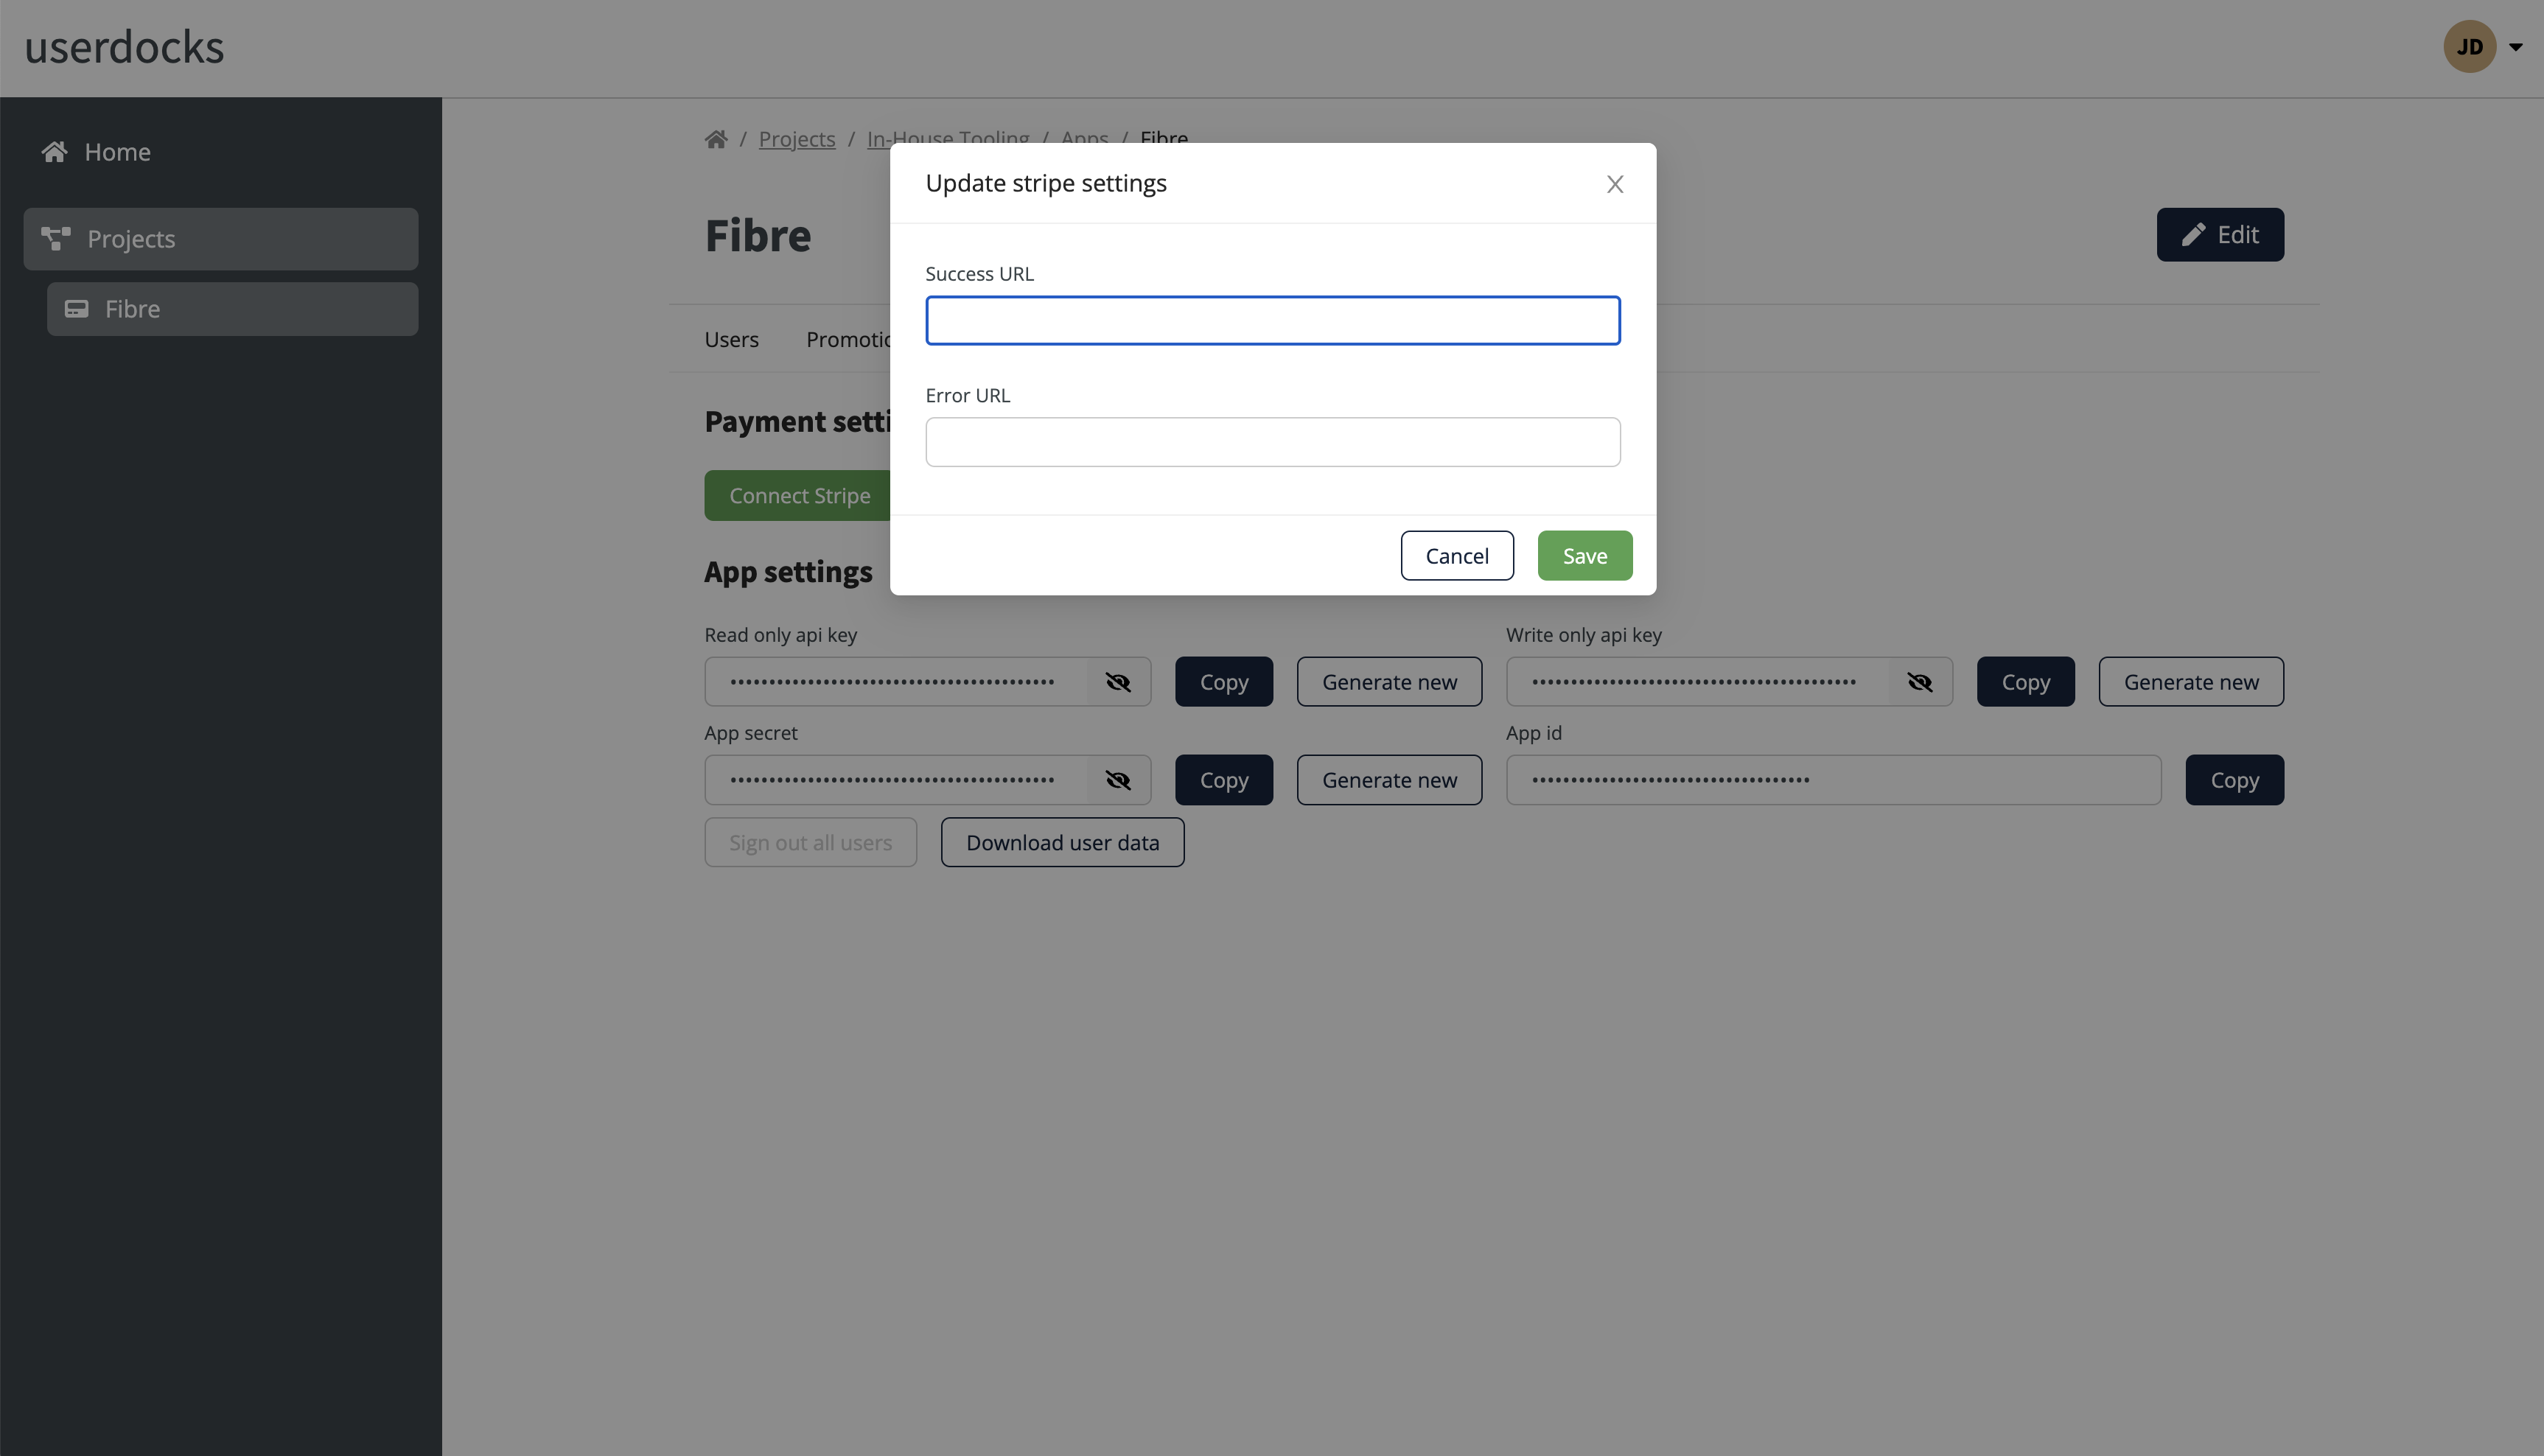 userdocks
JD
Home
Projects
Fibre
/ Projects / In-House Tooling / Apps / Fibre
Fibre
Edit
Users Promotio
Update stripe settings
Success URL
Error URL
Cancel Save
Payment setti
Connect Stripe
App settings
Read only api key
Copy Generate new
Write only api key
Copy Generate new
App secret
Copy Generate new
App id
Copy
Sign out all users Download user data